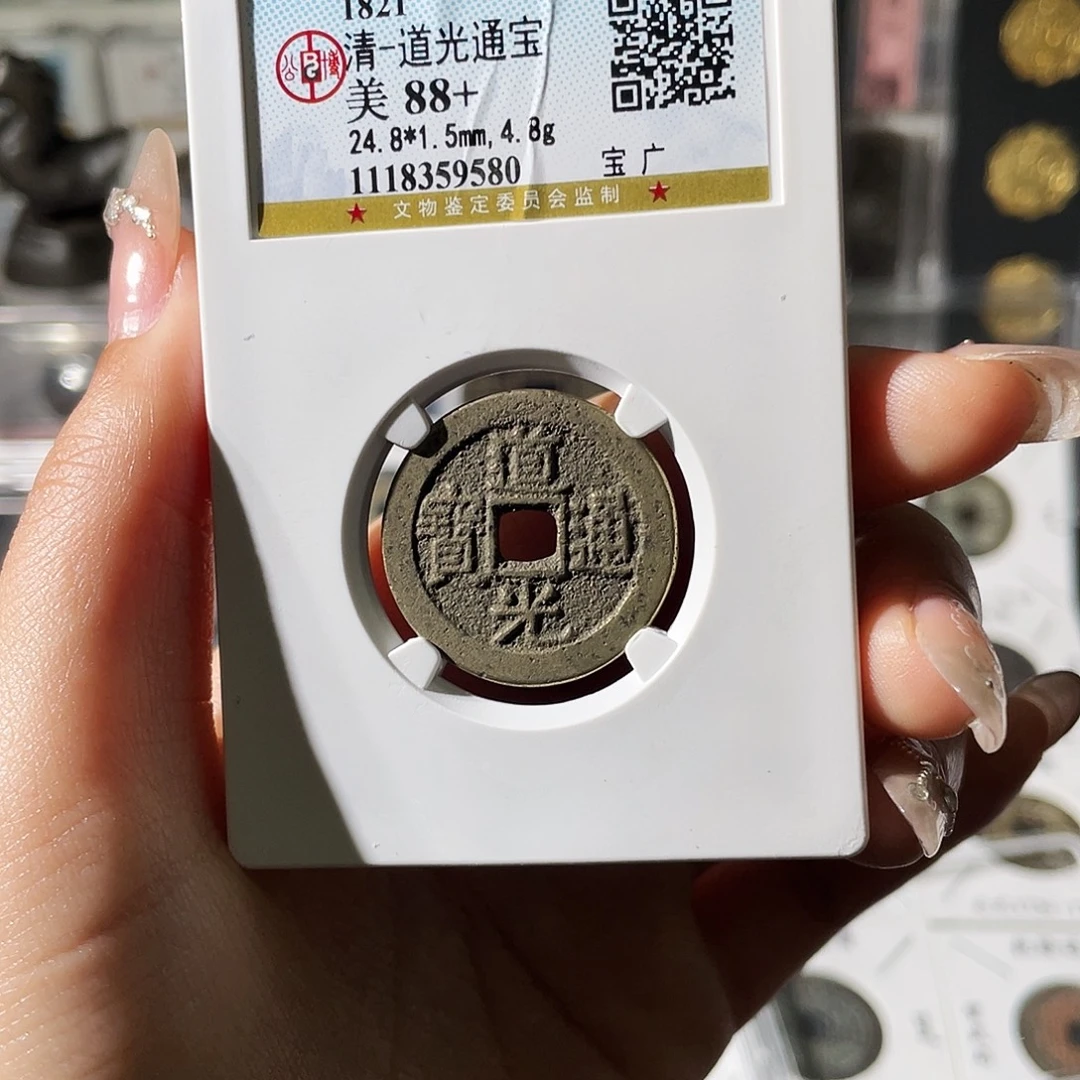 1821
清-道光通宝
美 88+
24.8*1.5mm,4.8g
1118359580
宝广
★ 文物鉴定委员会监制 ★
道光通寶